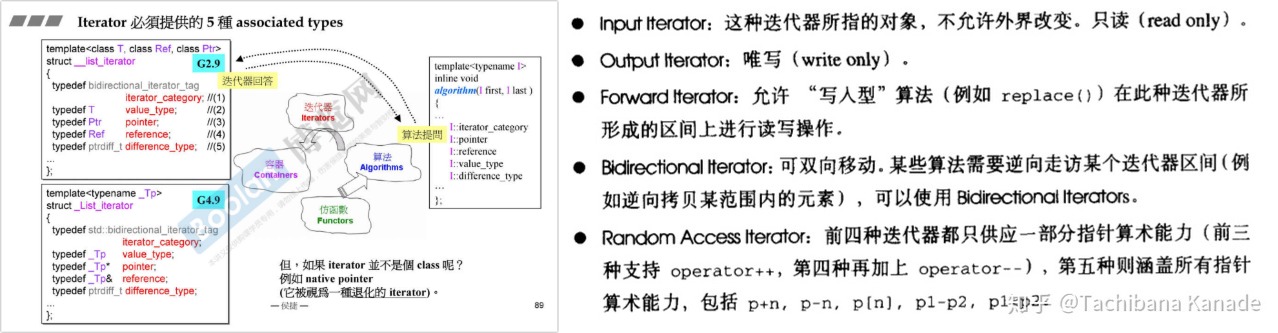 Iterator 必須提供的 5 種 associated types
template<class T, class Ref, class Ptr>
struct __list_iterator
G2.9
{
typedef bidirectional_iterator_tag
iterator_category; //(1)
typedef T value_type; //(2)
typedef Ptr pointer; //(3)
typedef Ref reference; //(4)
typedef ptrdiff_t difference_type; //(5)
...
};
template<typename _Tp>
struct _List_iterator
G4.9
{
typedef std::bidirectional_iterator_tag
iterator_category;
typedef _Tp value_type;
typedef _Tp* pointer;
typedef _Tp& reference;
typedef ptrdiff_t difference_type;
...
};
迭代器回答
迭代器
Iterators
容器
Containers
算法
Algorithms
仿函數
Functors
算法提問
template<typename I>
inline void
algorithm(I first, I last )
{
...
I::iterator_category
I::pointer
I::reference
I::value_type
I::difference_type
...
};
但,如果 iterator 並不是個 class 呢?
例如 native pointer
(它被視爲一種退化的 iterator)。
— 侯捷 —
89
Boolan 博览网
● Input Iterator:这种迭代器所指的对象,不允许外界改变。只读(read only)。
● Output Iterator:唯写(write only)。
● Forward Iterator:允许 “写入型”算法(例如 replace())在此种迭代器所
形成的区间上进行读写操作。
● Bidirectional Iterator:可双向移动。某些算法需要逆向走访某个迭代器区间(例
如逆向拷贝某范围内的元素),可以使用 Bidirectional Iterators。
● Random Access Iterator:前四种迭代器都只供应一部分指针算术能力(前三
种支持 operator++,第四种再加上 operator--),第五种则涵盖所有指针
算术能力,包括 p+n, p-n, p[n], p1-p2, p1<p2.
知乎 @Tachibana Kanade